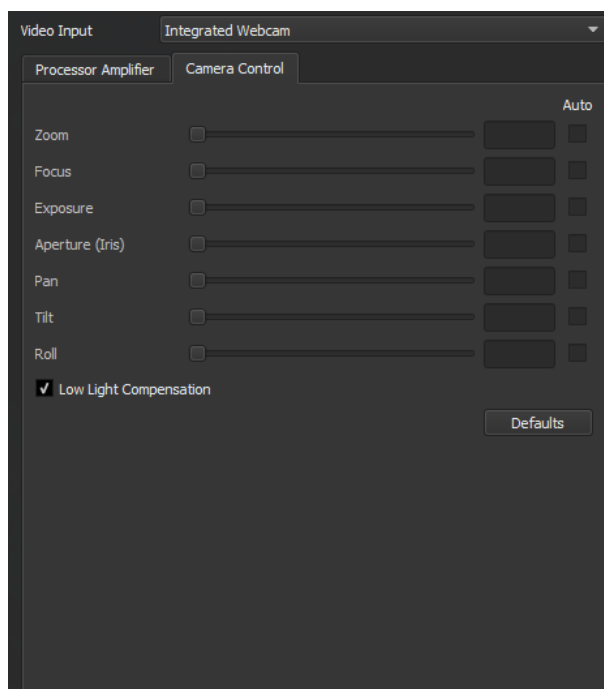 Video Input Integrated Webcam
Processor Amplifier Camera Control
Auto
Zoom
Focus
Exposure
Aperture (Iris)
Pan
Tilt
Roll
Low Light Compensation
Defaults